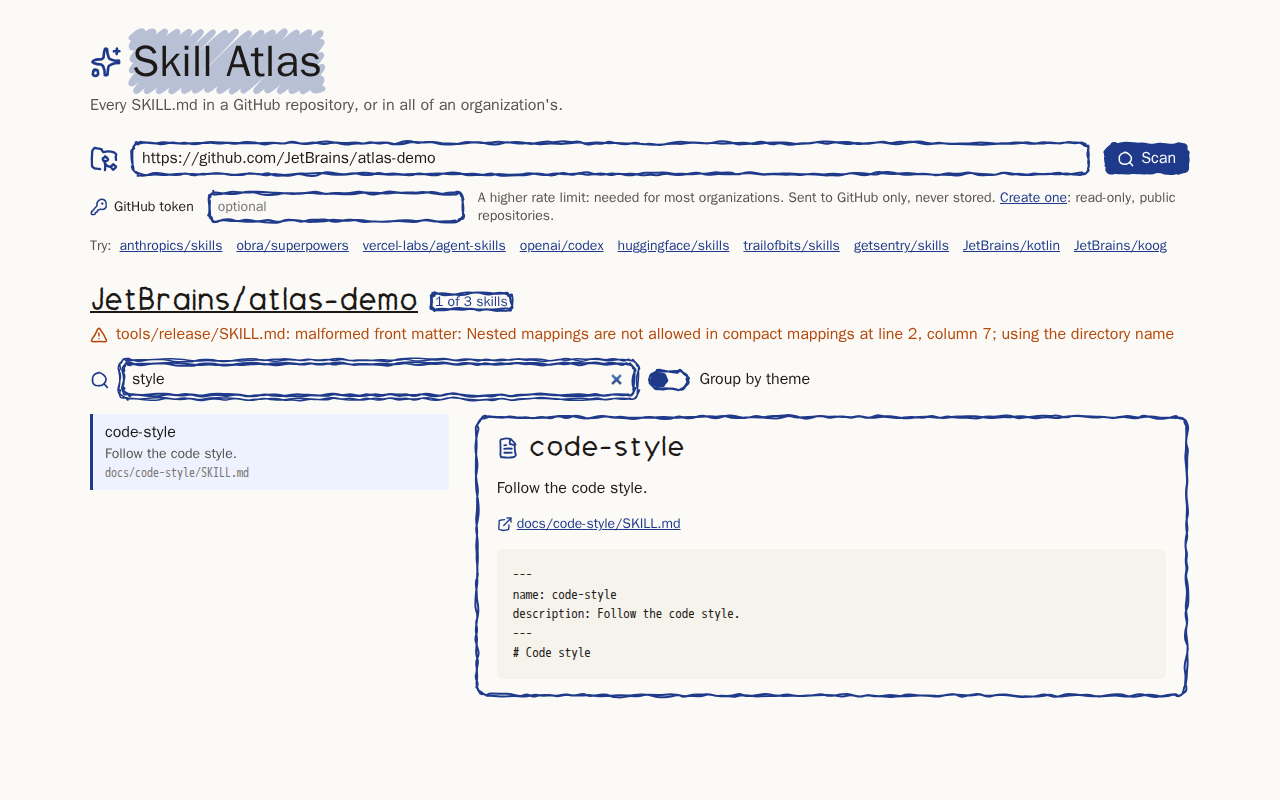 Skill Atlas
Every SKILL.md in a GitHub repository, or in all of an organization's.
https://github.com/JetBrains/atlas-demo
Scan
GitHub token
optional
A higher rate limit: needed for most organizations. Sent to GitHub only, never stored. Create one: read-only, public
repositories.
Try: anthropics/skills obra/superpowers vercel-labs/agent-skills openai/codex huggingface/skills trailofbits/skills getsentry/skills JetBrains/kotlin JetBrains/koog
JetBrains/atlas-demo 1 of 3 skills
tools/release/SKILL.md: malformed front matter: Nested mappings are not allowed in compact mappings at line 2, column 7; using the directory name
style
Group by theme
code-style
Follow the code style.
docs/code-style/SKILL.md
code-style
Follow the code style.
docs/code-style/SKILL.md
---
name: code-style
description: Follow the code style.
---
# Code style